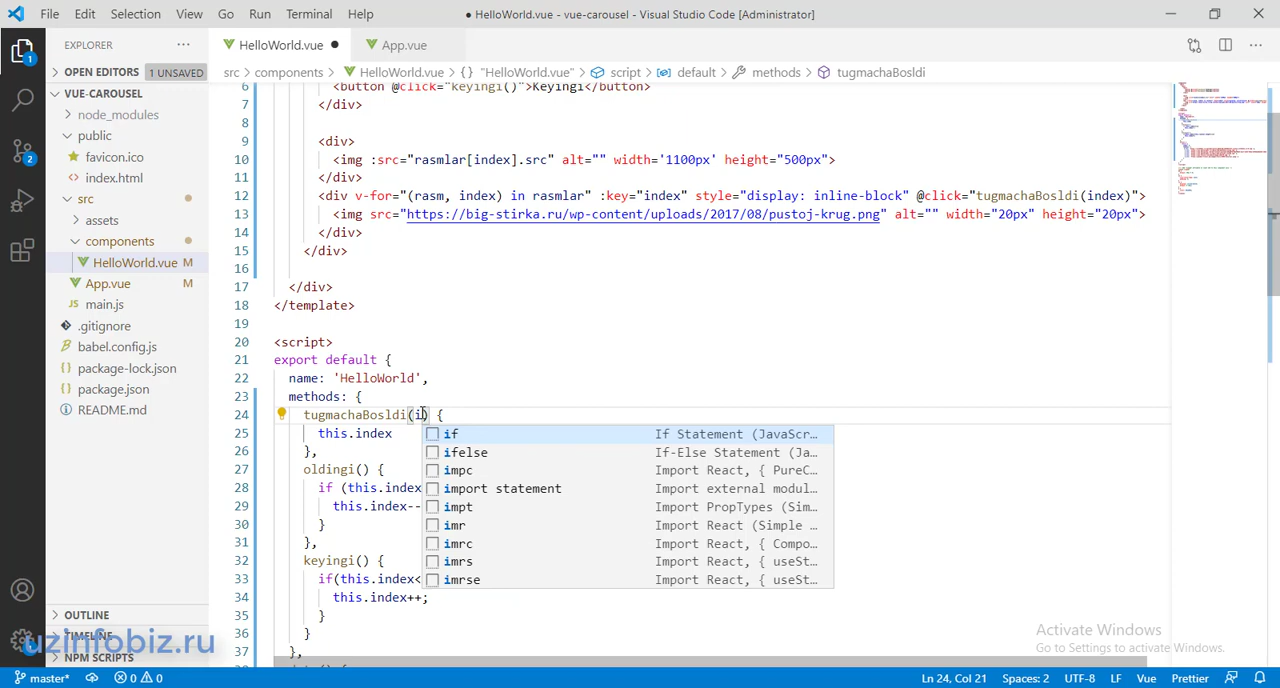 File Edit Selection View Go Run Terminal Help
● HelloWorld.vue - vue-carousel - Visual Studio Code [Administrator]
EXPLORER
HelloWorld.vue ●
App.vue
OPEN EDITORS 1 UNSAVED
src > components > HelloWorld.vue > {} "HelloWorld.vue" > script > default > methods > tugmachaBosldi
VUE-CAROUSEL
node_modules
public
favicon.ico
index.html
src
assets
components
HelloWorld.vue M
App.vue M
main.js
.gitignore
babel.config.js
package-lock.json
package.json
README.md
OUTLINE
TIMELINE
NPM SCRIPTS
uzinfobiz.ru
6 <button @click="keyingi()">Keyingi</button>
7 </div>
8
9 <div>
10 <img :src="rasmlar[index].src" alt="" width='1100px' height="500px">
11 </div>
12 <div v-for="(rasm, index) in rasmlar" :key="index" style="display: inline-block" @click="tugmachaBosldi(index)">
13 <img src="https://big-stirka.ru/wp-content/uploads/2017/08/pustoj-krug.png" alt="" width="20px" height="20px">
14 </div>
15 </div>
16
17 </div>
18 </template>
19
20 <script>
21 export default {
22 name: 'HelloWorld',
23 methods: {
24 tugmachaBosldi(i) {
25 this.index
26 },
27 oldingi() {
28 if (this.index
29 this.index--
30 }
31 },
32 keyingi() {
33 if(this.index<
34 this.index++;
35 }
36 }
37 },
if If Statement (JavaScr…
ifelse If-Else Statement (Ja…
impc Import React, { PureC…
import statement Import external modul…
impt Import PropTypes (Sim…
imr Import React (Simple …
imrc Import React, { Compo…
imrs Import React, { useSt…
imrse Import React, { useSt…
Activate Windows
Go to Settings to activate Windows.
master* 0 0
Ln 24, Col 21 Spaces: 2 UTF-8 LF Vue Prettier